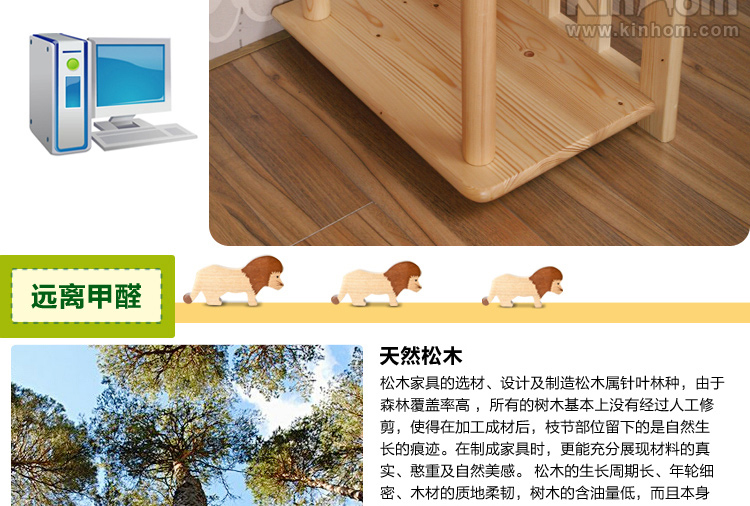 KinHom
www.kinhom.com
远离甲醛
天然松木
松木家具的选材、设计及制造松木属针叶林种，由于
森林覆盖率高 ，所有的树木基本上没有经过人工修
剪，使得在加工成材后，枝节部位留下的是自然生
长的痕迹。在制成家具时，更能充分展现材料的真
实、憨重及自然美感。 松木的生长周期长、年轮细
密、木材的质地柔韧，树木的含油量低，而且本身